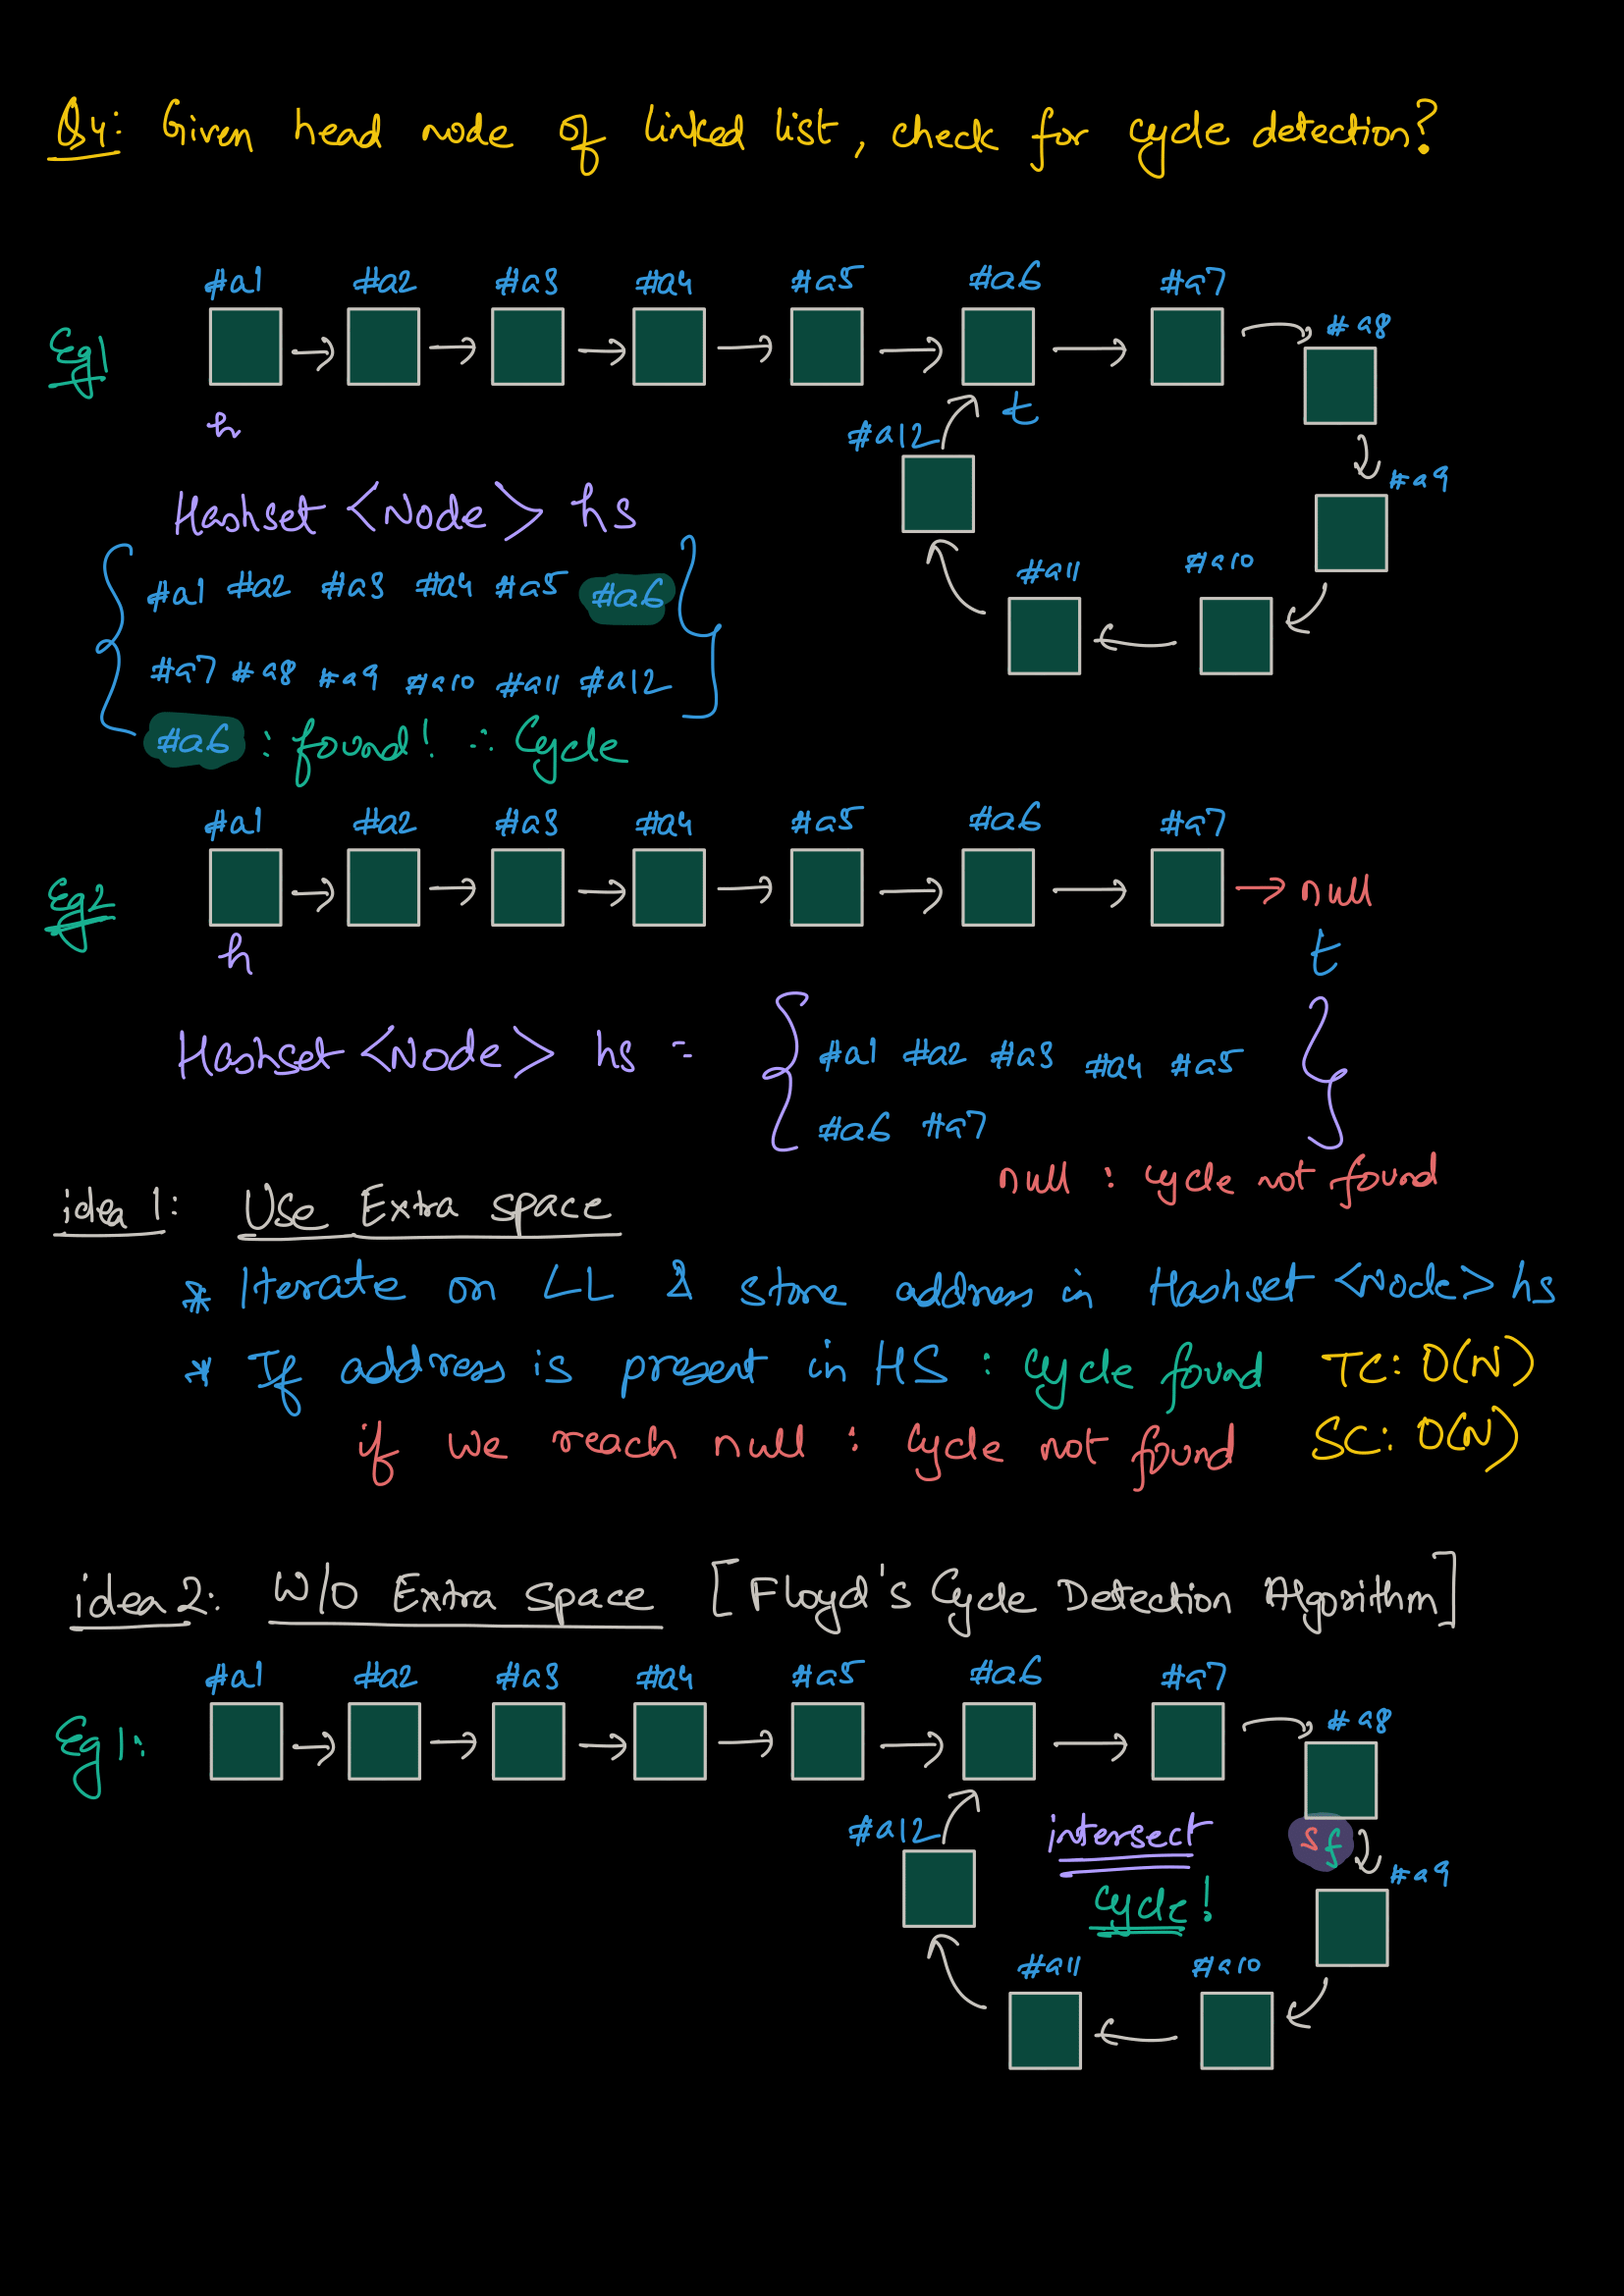 Q4: Given head node of linked list, check for cycle detection?
#a1 #a2 #a3 #a4 #a5 #a6 #a7 #a8
Eg1
h
t
#a12
#a9
Hashset <Node> hs
#a11 #a10
#a1 #a2 #a3 #a4 #a5 #a6
#a7 #a8 #a9 #a10 #a11 #a12
#a6 : found! ∴ Cycle
#a1 #a2 #a3 #a4 #a5 #a6 #a7
Eg2
null
h
t
Hashset <Node> hs =
{ #a1 #a2 #a3 #a4 #a5
#a6 #a7 }
null : cycle not found
idea 1: Use Extra space
* Iterate on LL & store address in Hashset <Node> hs
* If address is present in HS : cycle found TC: O(N)
if we reach null : cycle not found SC: O(N)
idea 2: W/O Extra Space [Floyd's Cycle Detection Algorithm]
#a1 #a2 #a3 #a4 #a5 #a6 #a7 #a8
Eg1:
#a12 intersect s f
#a9
cycle!
#a11 #a10